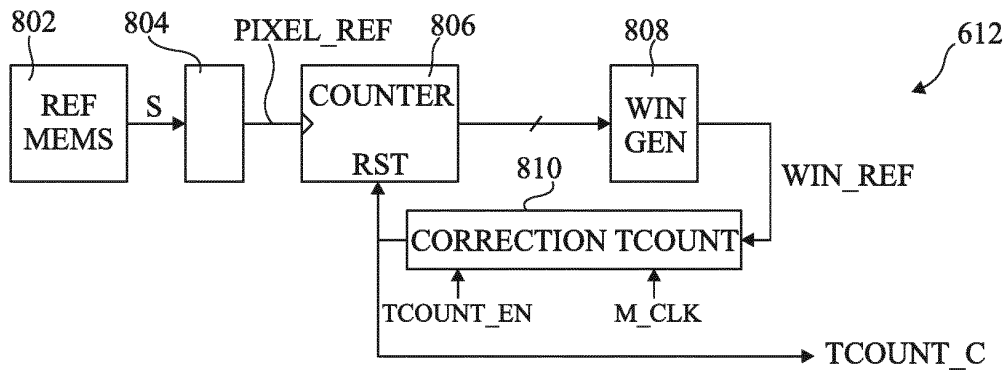 802
804
PIXEL_REF
806
808
612
REF
MEMS
S
COUNTER
RST
WIN
GEN
WIN_REF
810
CORRECTION TCOUNT
TCOUNT_EN
M_CLK
TCOUNT_C